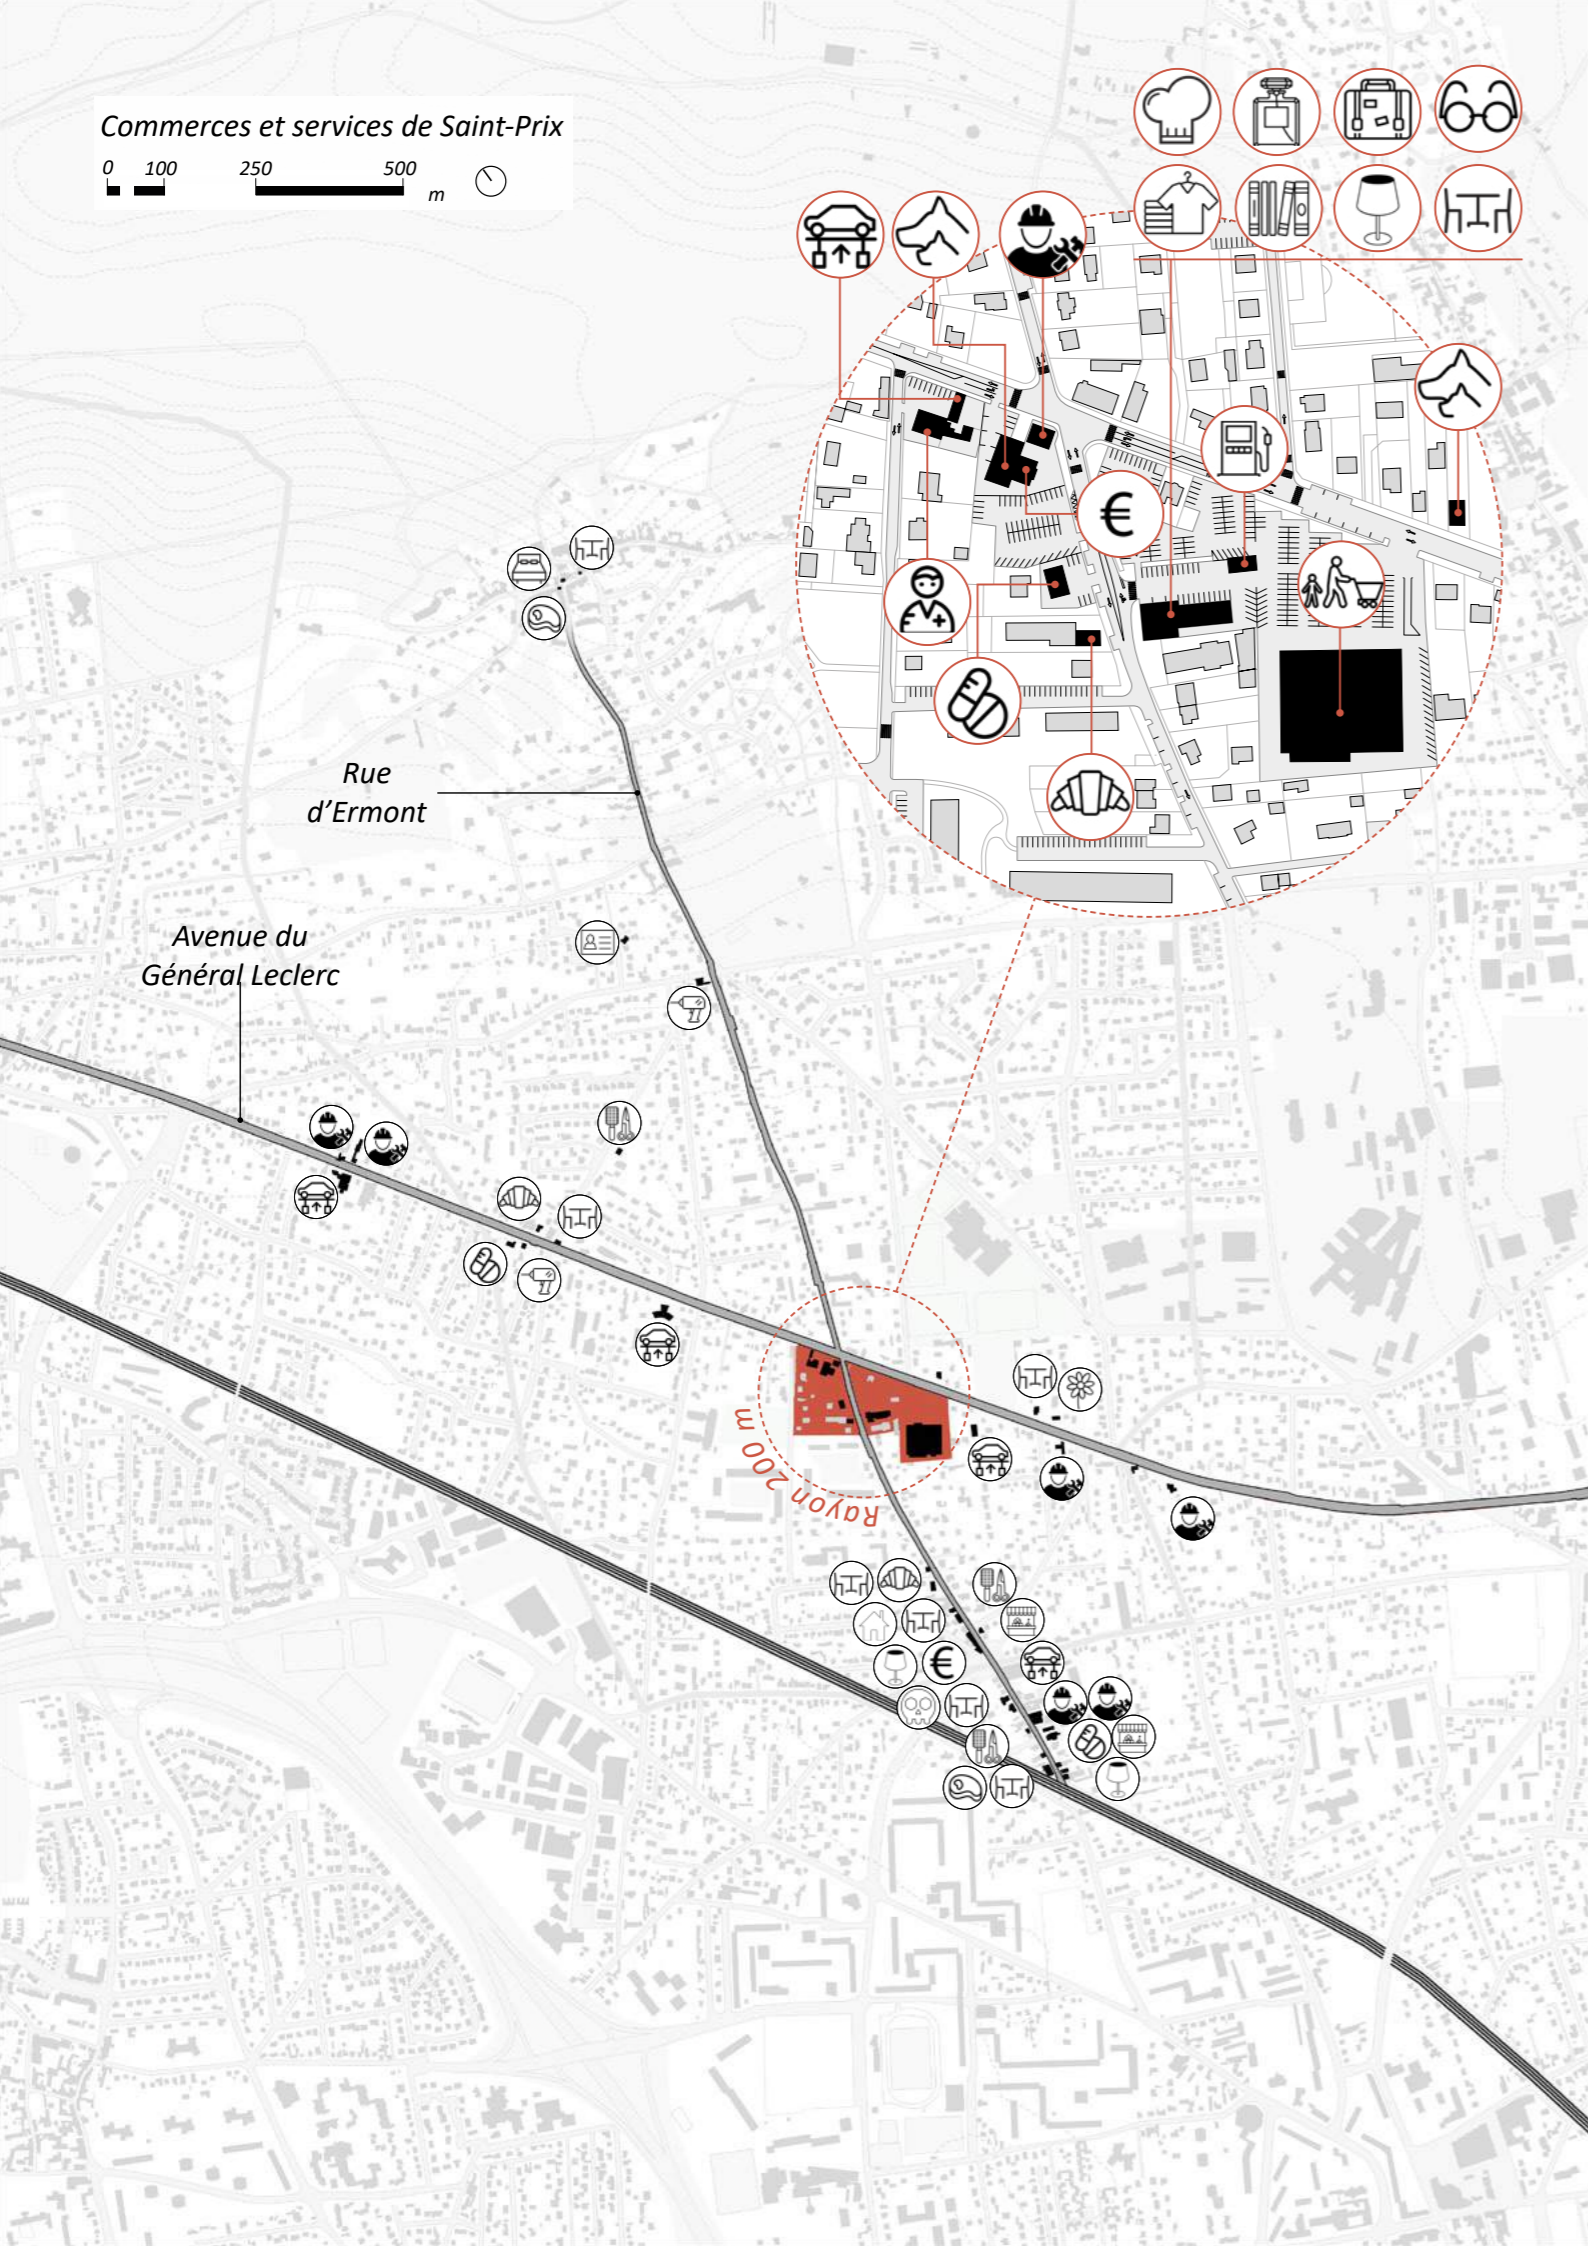 Commerces et services de Saint-Prix
0 100 250 500
m
€
Rue
d'Ermont
Avenue du
Général Leclerc
Rayon 200 m
€